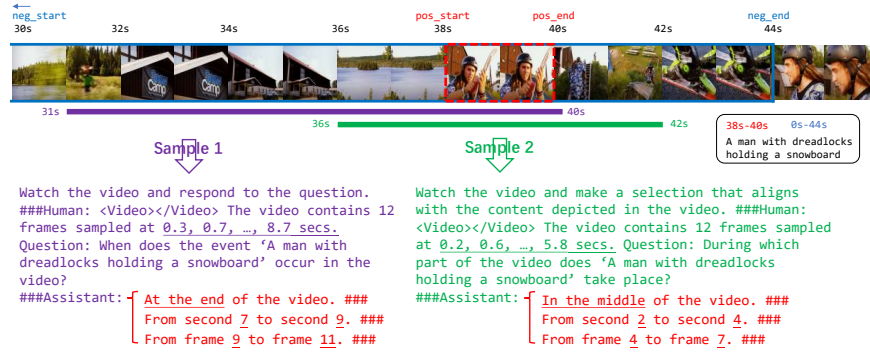 neg_start pos_start pos_end neg_end
30s 32s 34s 36s 38s 40s 42s 44s
Camp Camp
31s 40s
36s 42s
Sample 1
Sample 2
38s-40s 0s-44s
A man with dreadlocks
holding a snowboard
Watch the video and respond to the question.
###Human: <Video></Video> The video contains 12
frames sampled at 0.3, 0.7, …, 8.7 secs.
Question: When does the event ‘A man with
dreadlocks holding a snowboard’ occur in the
video?
###Assistant: At the end of the video. ###
From second 7 to second 9. ###
From frame 9 to frame 11. ###
Watch the video and make a selection that aligns
with the content depicted in the video. ###Human:
<Video></Video> The video contains 12 frames sampled
at 0.2, 0.6, …, 5.8 secs. Question: During which
part of the video does ‘A man with dreadlocks
holding a snowboard’ take place?
###Assistant: In the middle of the video. ###
From second 2 to second 4. ###
From frame 4 to frame 7. ###